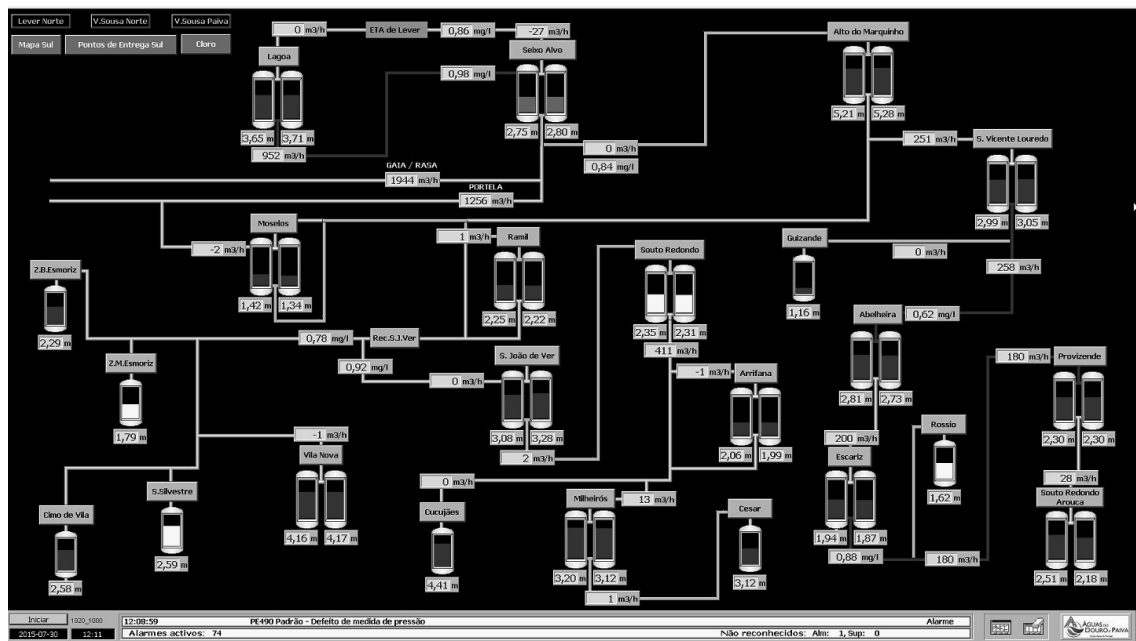 Lever Norte V.Sousa Norte V.Sousa Paiva
Mapa Sul Pontos de Entrega Sul Cloro
0 m3/h ETA de Lever 0,86 mg/l -27 m3/h
Lagoa
Seixo Alvo
0,98 mg/l
3,65 m 3,71 m
952 m3/h
2,75 m 2,80 m
Alto do Marquinho
5,21 m 5,28 m
0 m3/h
0,84 mg/l
251 m3/h S. Vicente Louredo
2,99 m 3,05 m
GAIA / RASA
1944 m3/h
PORTELA
1256 m3/h
Moselos
-2 m3/h
1,42 m 1,34 m
1 m3/h Ramil
2,25 m 2,22 m
Souto Redondo
2,35 m 2,31 m
411 m3/h
Guizande
0 m3/h
1,16 m
258 m3/h
Z.B.Esmoriz
2,29 m
Z.M.Esmoriz
1,79 m
0,78 mg/l Rec.S.J.Ver
0,92 mg/l
S. João de Ver
0 m3/h
3,08 m 3,28 m
2 m3/h
-1 m3/h Arrifana
2,06 m 1,99 m
Abelheira 0,62 mg/l
2,81 m 2,73 m
200 m3/h
180 m3/h Provizende
2,30 m 2,30 m
28 m3/h
Rossio
1,62 m
Escariz
1,94 m 1,87 m
0,88 mg/l 180 m3/h
Souto Redondo
Arouca
2,51 m 2,18 m
-1 m3/h
Vila Nova
4,16 m 4,17 m
S.Silvestre
2,59 m
Cimo de Vila
2,58 m
0 m3/h
Cucujães
4,41 m
Milheirós 13 m3/h
3,20 m 3,12 m
1 m3/h
Cesar
3,12 m
Iniciar 1920_1080 12:08:59 PE490 Padrão - Defeito de medida de pressão Alarme
2015-07-30 12:11 Alarmes activos: 74 Não reconhecidos: Alm: 1, Sup: 0
ÁGUAS DO
DOURO E PAIVA